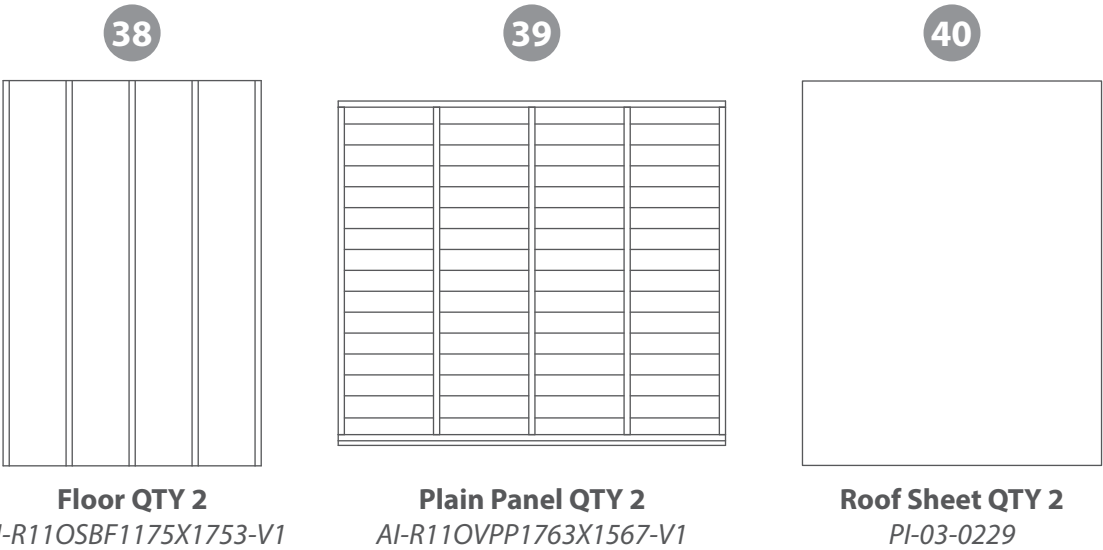 38
39
40
Floor QTY 2
Plain Panel QTY 2
Roof Sheet QTY 2
I-R11OSBF1175X1753-V1
AI-R11OVPP1763X1567-V1
PI-03-0229